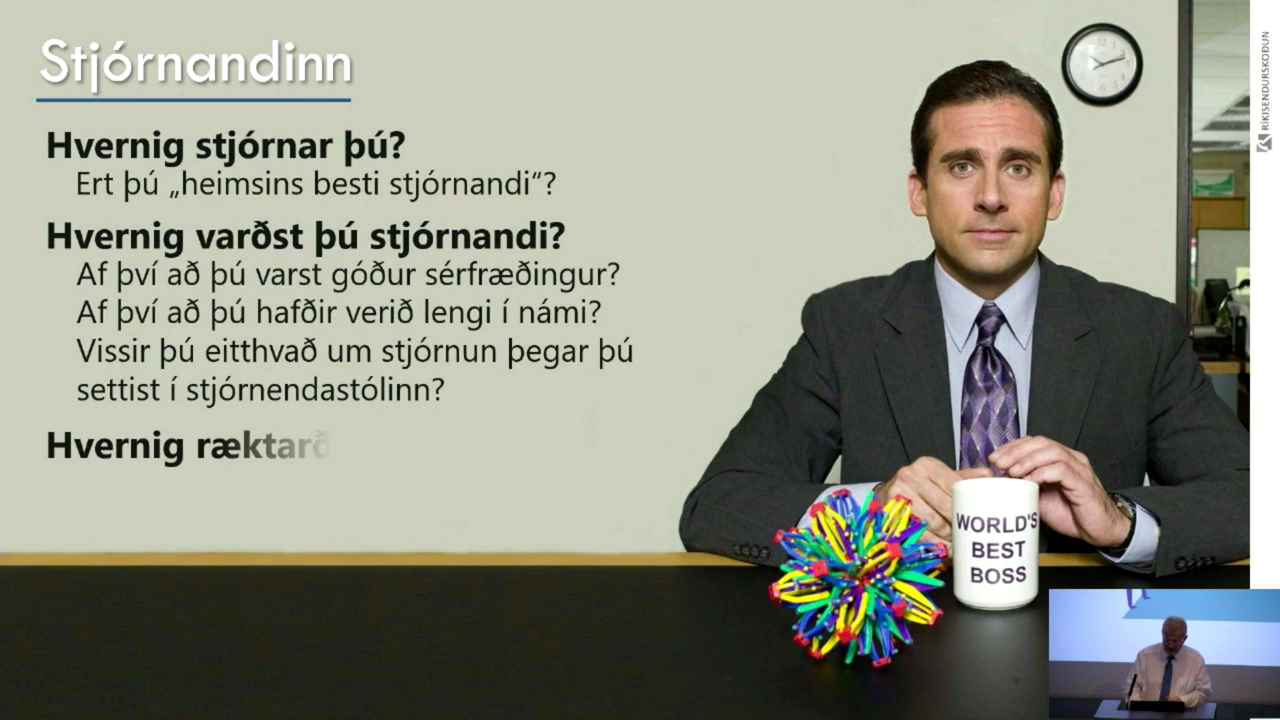 Stjórnandinn
Hvernig stjórnar þú?
Ert þú „heimsins besti stjórnandi“?
Hvernig varðst þú stjórnandi?
Af því að þú varst góður sérfræðingur?
Af því að þú hafðir verið lengi í námi?
Vissir þú eitthvað um stjórnun þegar þú
settist í stjórnendastólinn?
Hvernig ræktarð
WORLD'S
BEST
BOSS
RÍKISENDURSKOÐUN